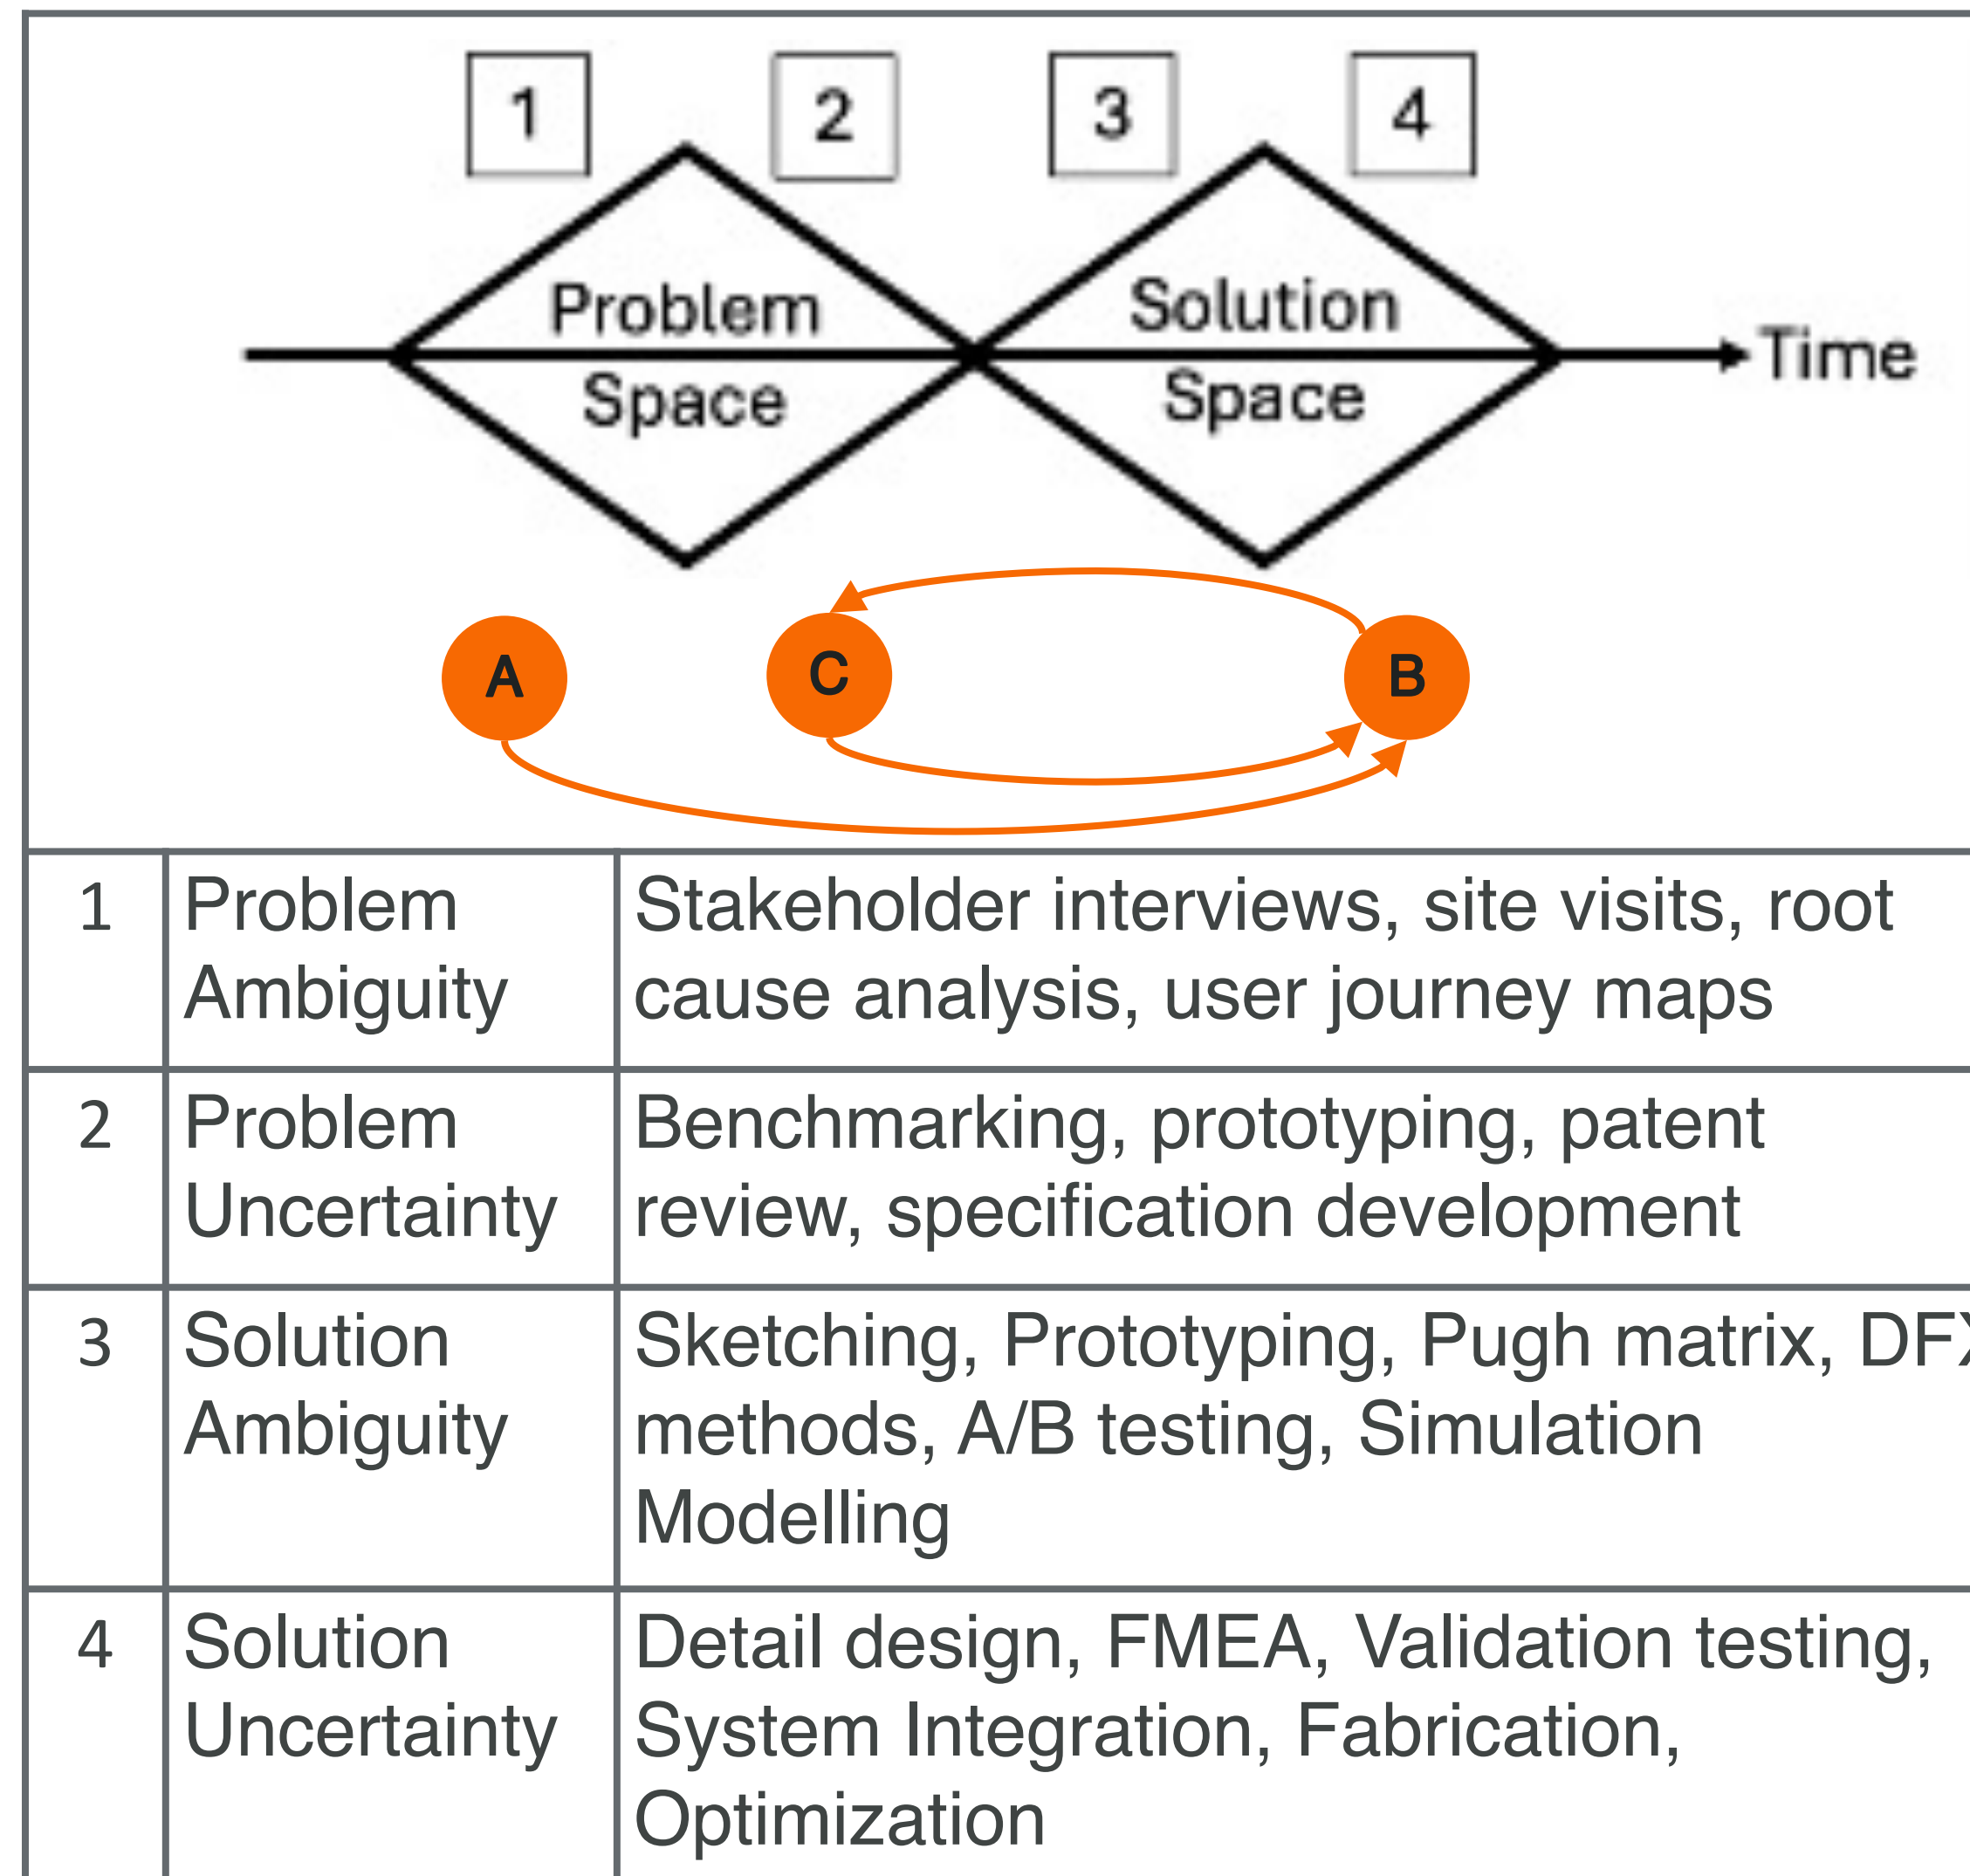 1 2 3 4
Problem Solution
Time
Space Space
A C B
1 Problem Stakeholder interviews, site visits, root
Ambiguity cause analysis, user journey maps
2 Problem Benchmarking, prototyping, patent
Uncertainty review, specification development
3 Solution Sketching, Prototyping, Pugh matrix, DFX
Ambiguity methods, A/B testing, Simulation
Modelling
4 Solution Detail design, FMEA, Validation testing,
Uncertainty System Integration, Fabrication,
Optimization